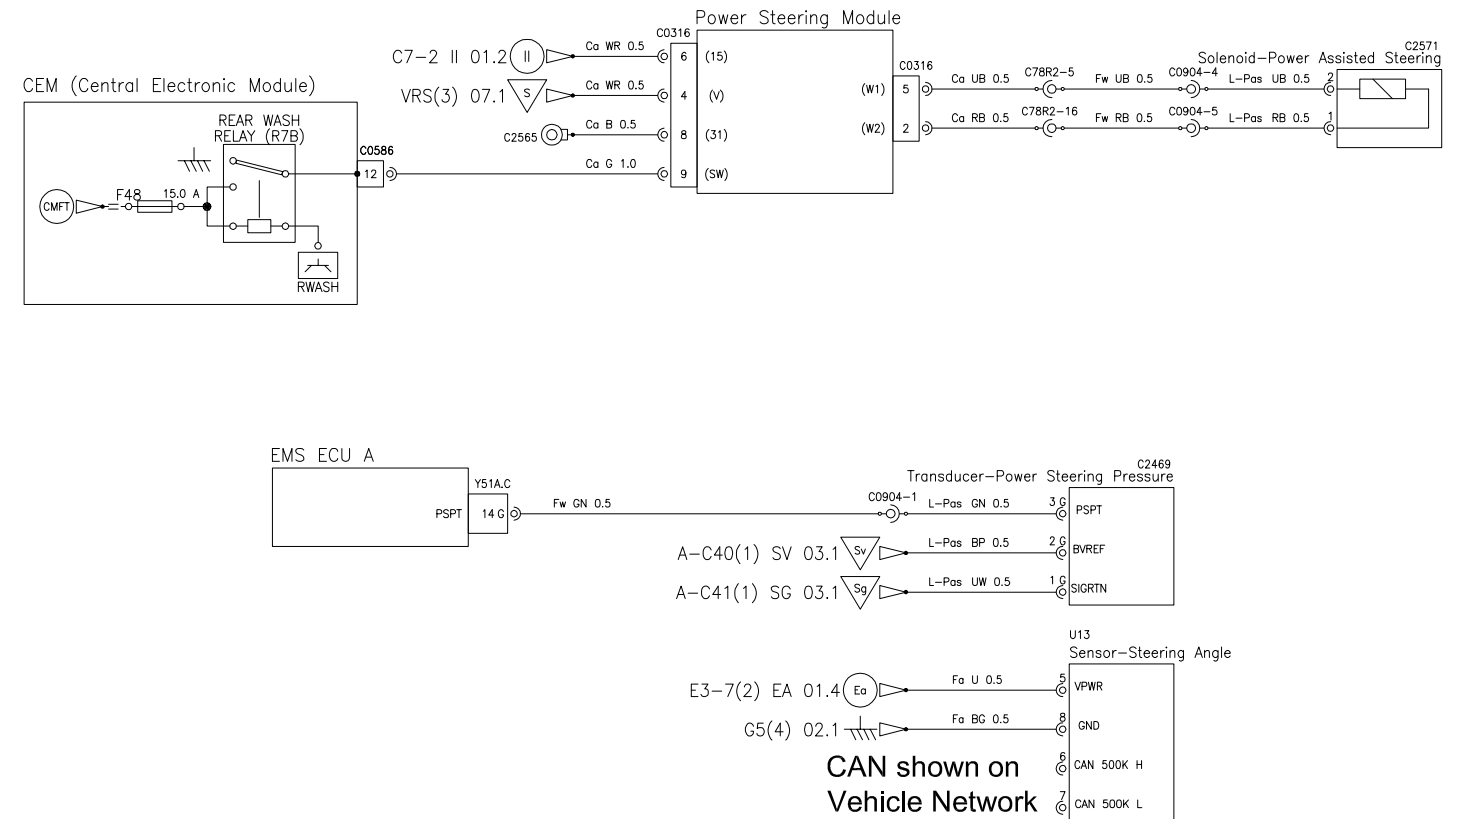 Power Steering Module
C0316
C7-2 II 01.2
II
Ca WR 0.5
6 (15)
Solenoid-Power Assisted Steering
C2571
CEM (Central Electronic Module)
VRS(3) 07.1
S
Ca WR 0.5
4 (V)
C0316
(W1) 5
Ca UB 0.5
C78R2-5
Fw UB 0.5
C0904-4
L-Pas UB 0.5
2
REAR WASH
RELAY (R7B)
C2565
Ca B 0.5
8 (31)
(W2) 2
Ca RB 0.5
C78R2-16
Fw RB 0.5
C0904-5
L-Pas RB 0.5
1
C0586
12
Ca G 1.0
9 (SW)
CMFT
F48
15.0 A
RWASH
EMS ECU A
Y51A.C
PSPT
14 G
Fw GN 0.5
C0904-1
L-Pas GN 0.5
C2469
Transducer-Power Steering Pressure
3 G
PSPT
A-C40(1) SV 03.1
Sv
L-Pas BP 0.5
2 G
BVREF
A-C41(1) SG 03.1
Sg
L-Pas UW 0.5
1 G
SIGRTN
U13
Sensor-Steering Angle
E3-7(2) EA 01.4
Ea
Fa U 0.5
5
VPWR
G5(4) 02.1
Fa BG 0.5
8
GND
CAN shown on
Vehicle Network
6
CAN 500K H
7
CAN 500K L